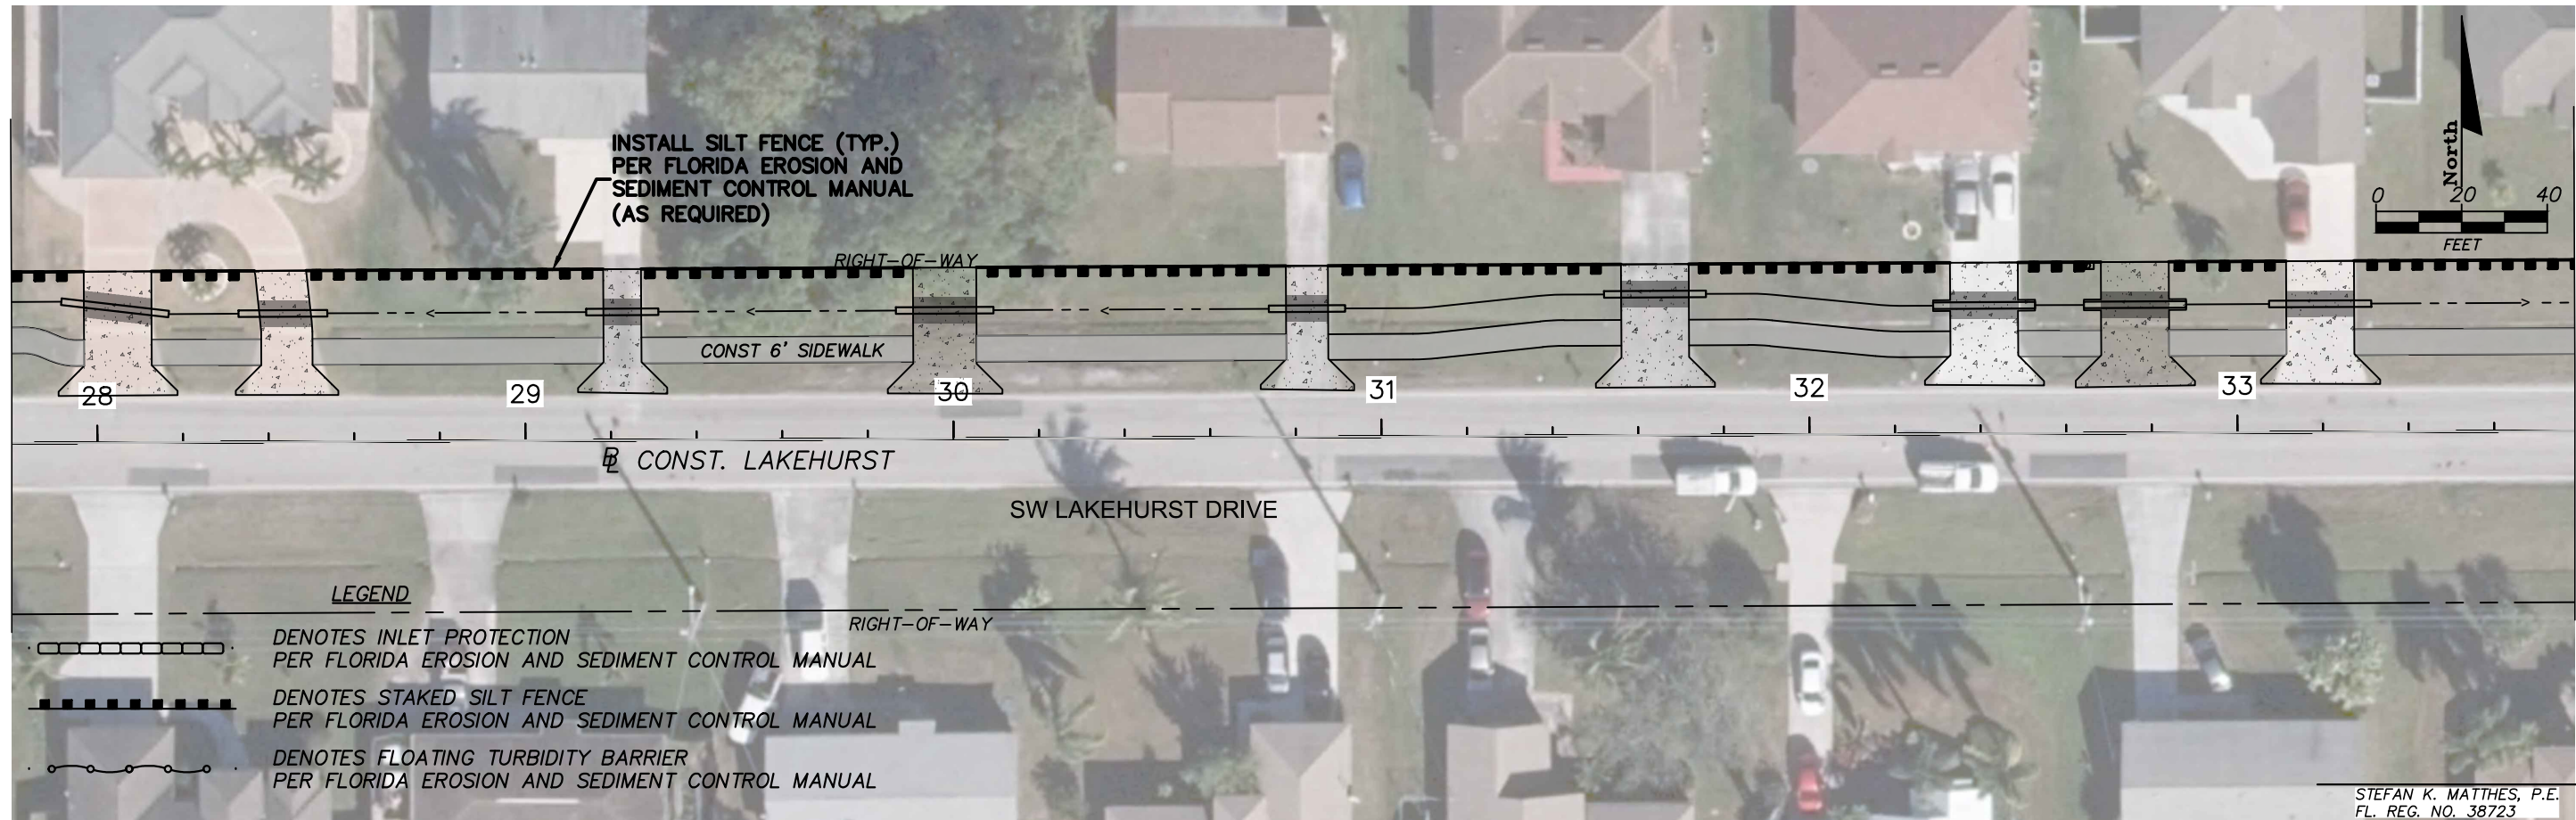 INSTALL SILT FENCE (TYP.)
PER FLORIDA EROSION AND
SEDIMENT CONTROL MANUAL
(AS REQUIRED)
North
0 20 40
FEET
RIGHT-OF-WAY
CONST 6' SIDEWALK
28 29 30 31 32 33
℄ CONST. LAKEHURST
SW LAKEHURST DRIVE
RIGHT-OF-WAY
LEGEND
DENOTES INLET PROTECTION
PER FLORIDA EROSION AND SEDIMENT CONTROL MANUAL
DENOTES STAKED SILT FENCE
PER FLORIDA EROSION AND SEDIMENT CONTROL MANUAL
DENOTES FLOATING TURBIDITY BARRIER
PER FLORIDA EROSION AND SEDIMENT CONTROL MANUAL
STEFAN K. MATTHES, P.E.
FL. REG. NO. 38723